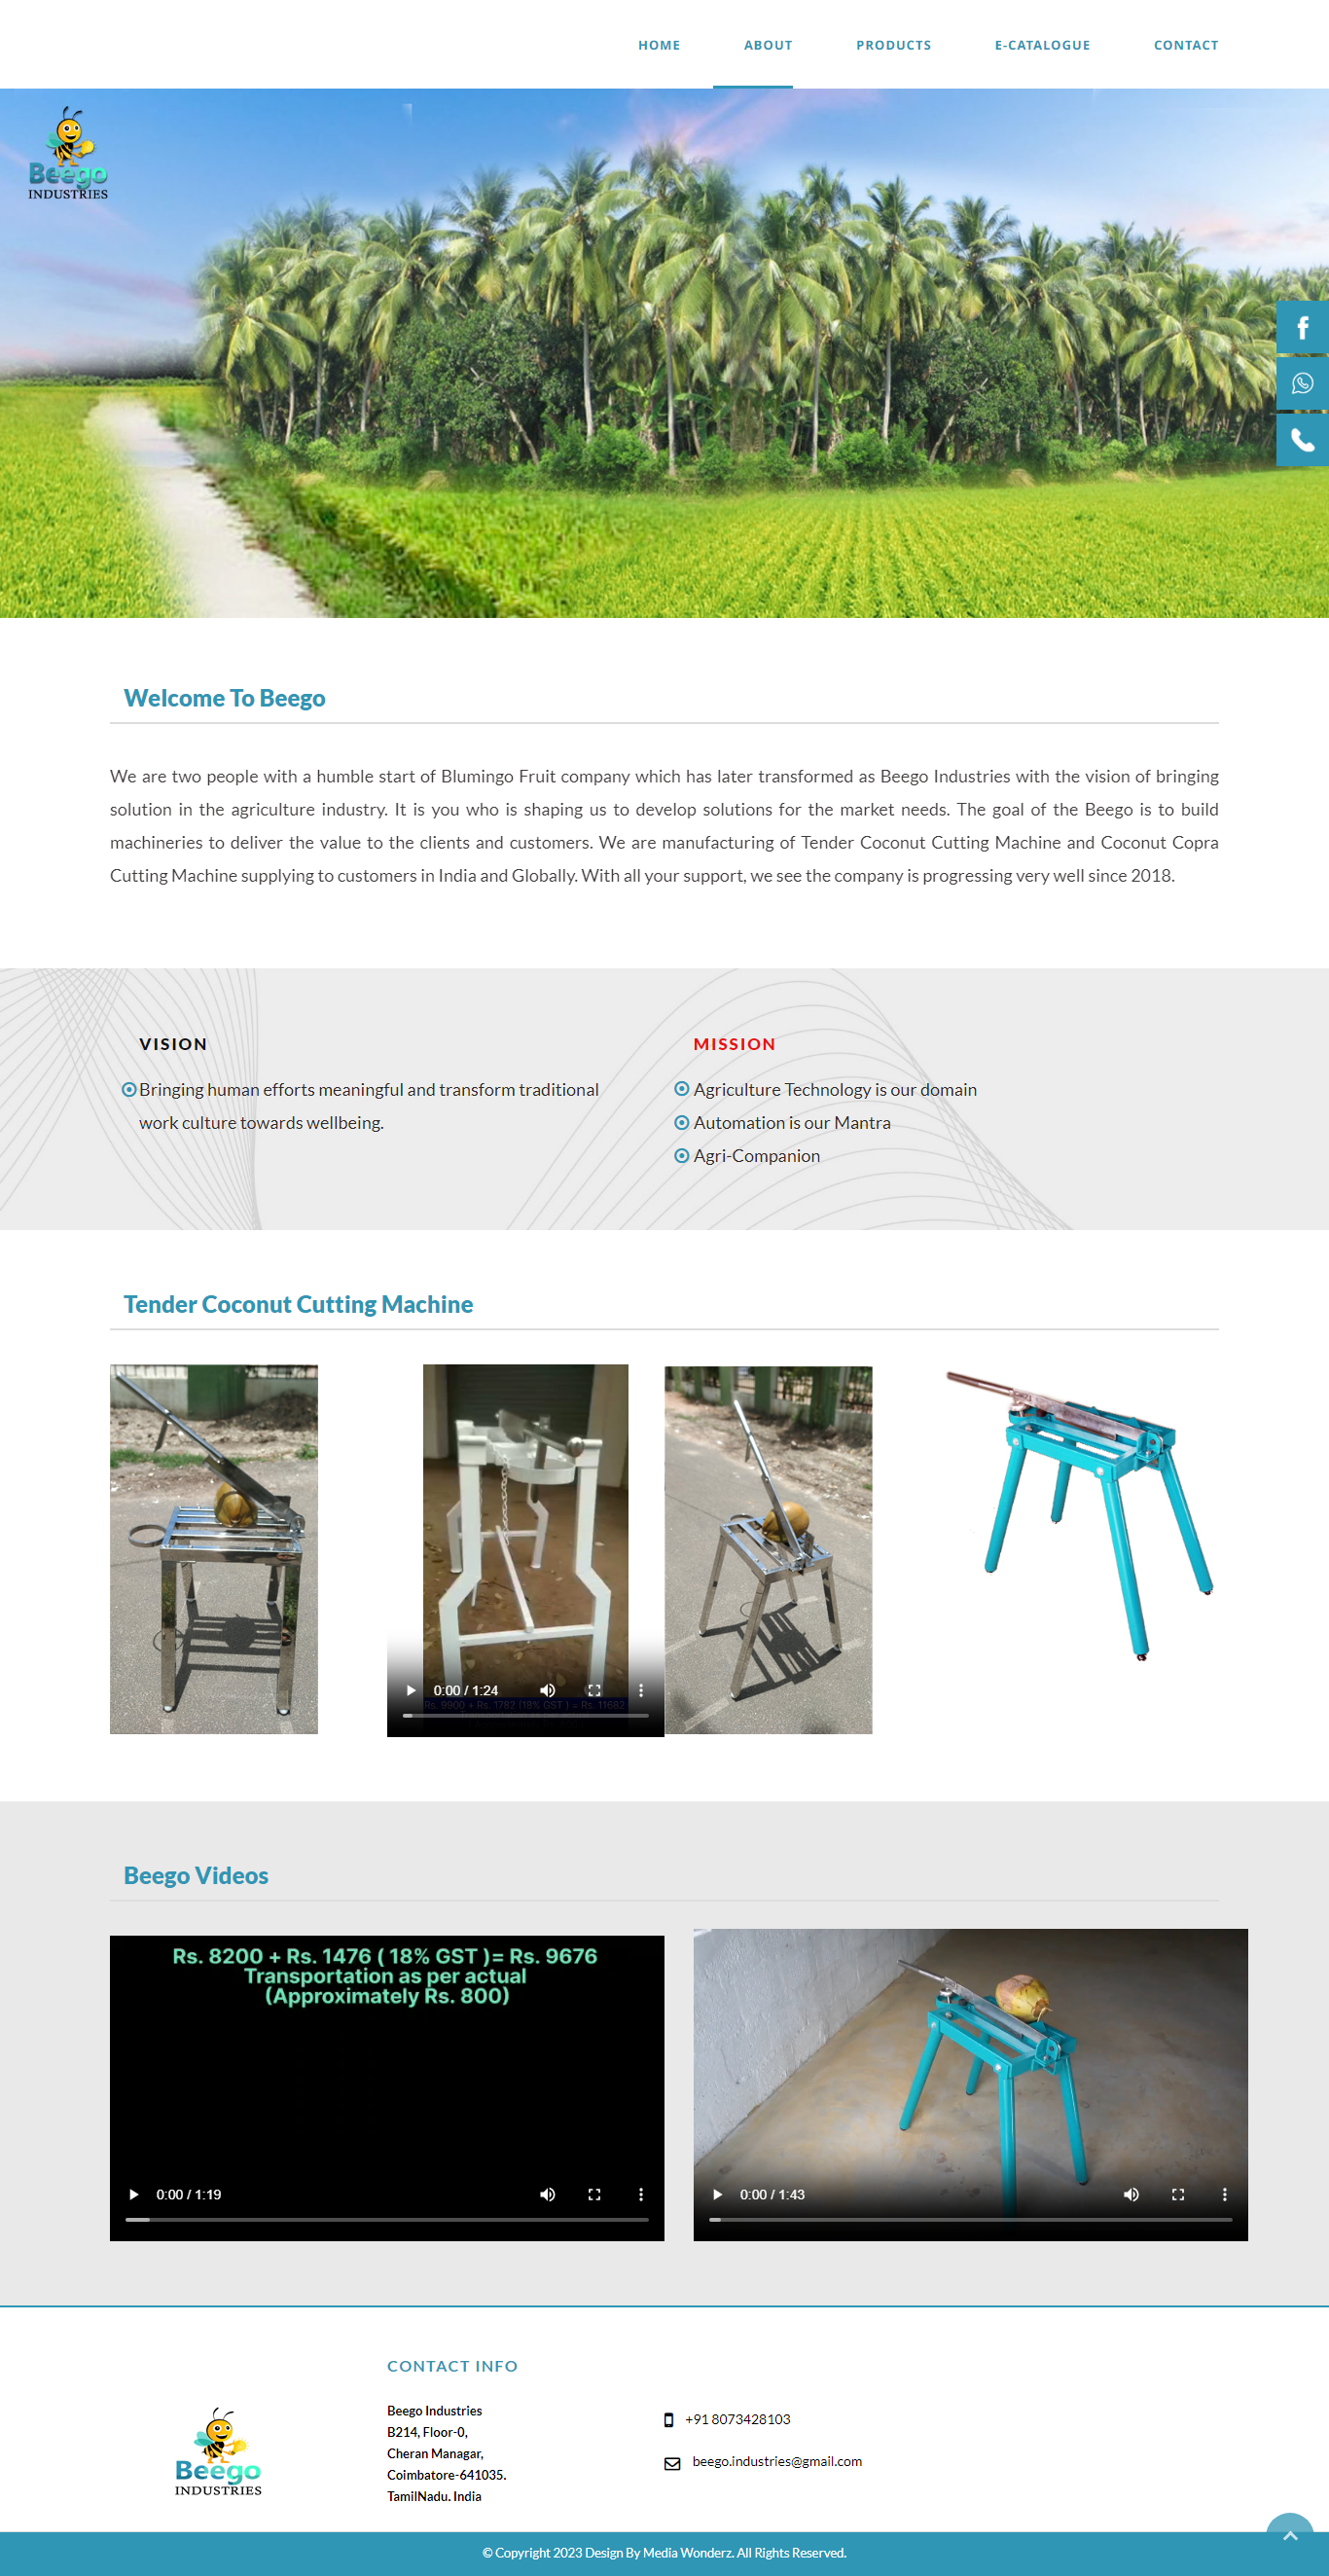 HOME ABOUT PRODUCTS E-CATALOGUE CONTACT
Beego
INDUSTRIES
Welcome To Beego
We are two people with a humble start of Blumingo Fruit company which has later transformed as Beego Industries with the vision of bringing
solution in the agriculture industry. It is you who is shaping us to develop solutions for the market needs. The goal of the Beego is to build
machineries to deliver the value to the clients and customers. We are manufacturing of Tender Coconut Cutting Machine and Coconut Copra
Cutting Machine supplying to customers in India and Globally. With all your support, we see the company is progressing very well since 2018.
VISION
Bringing human efforts meaningful and transform traditional
work culture towards wellbeing.
MISSION
Agriculture Technology is our domain
Automation is our Mantra
Agri-Companion
Tender Coconut Cutting Machine
0:00 / 1:24
Rs. 9900 + Rs. 1782 (18% GST ) = Rs. 11682
Beego Videos
Rs. 8200 + Rs. 1476 ( 18% GST )= Rs. 9676
Transportation as per actual
(Approximately Rs. 800)
0:00 / 1:19
0:00 / 1:43
Beego
INDUSTRIES
CONTACT INFO
Beego Industries
B214, Floor-0,
Cheran Managar,
Coimbatore-641035.
TamilNadu. India
+91 8073428103
beego.industries@gmail.com
© Copyright 2023 Design By Media Wonderz. All Rights Reserved.